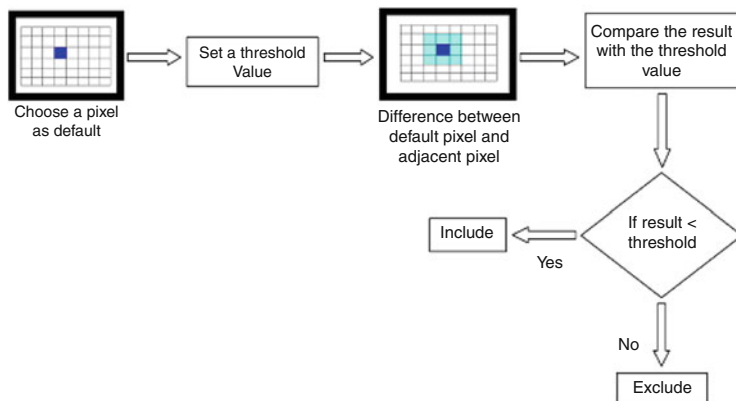 Choose a pixel
as default
Set a threshold
Value
Difference between
default pixel and
adjacent pixel
Compare the result
with the threshold
value
If result <
threshold
Yes
Include
No
Exclude